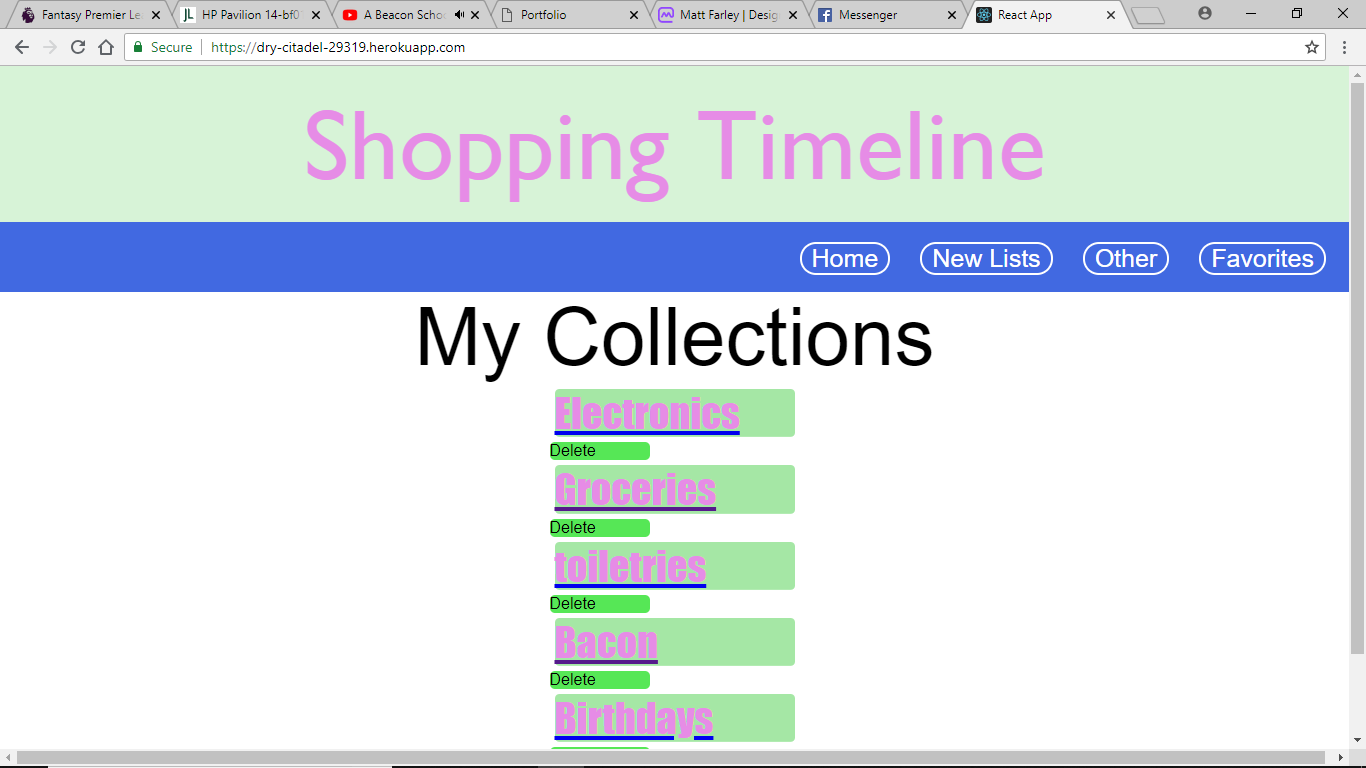 Fantasy Premier Le
HP Pavilion 14-bf0
A Beacon Schoo
Portfolio
Matt Farley | Desig
Messenger
React App
Secure
https://dry-citadel-29319.herokuapp.com
Shopping Timeline
Home
New Lists
Other
Favorites
My Collections
Electronics
Delete
Groceries
Delete
toiletries
Delete
Bacon
Delete
Birthdays